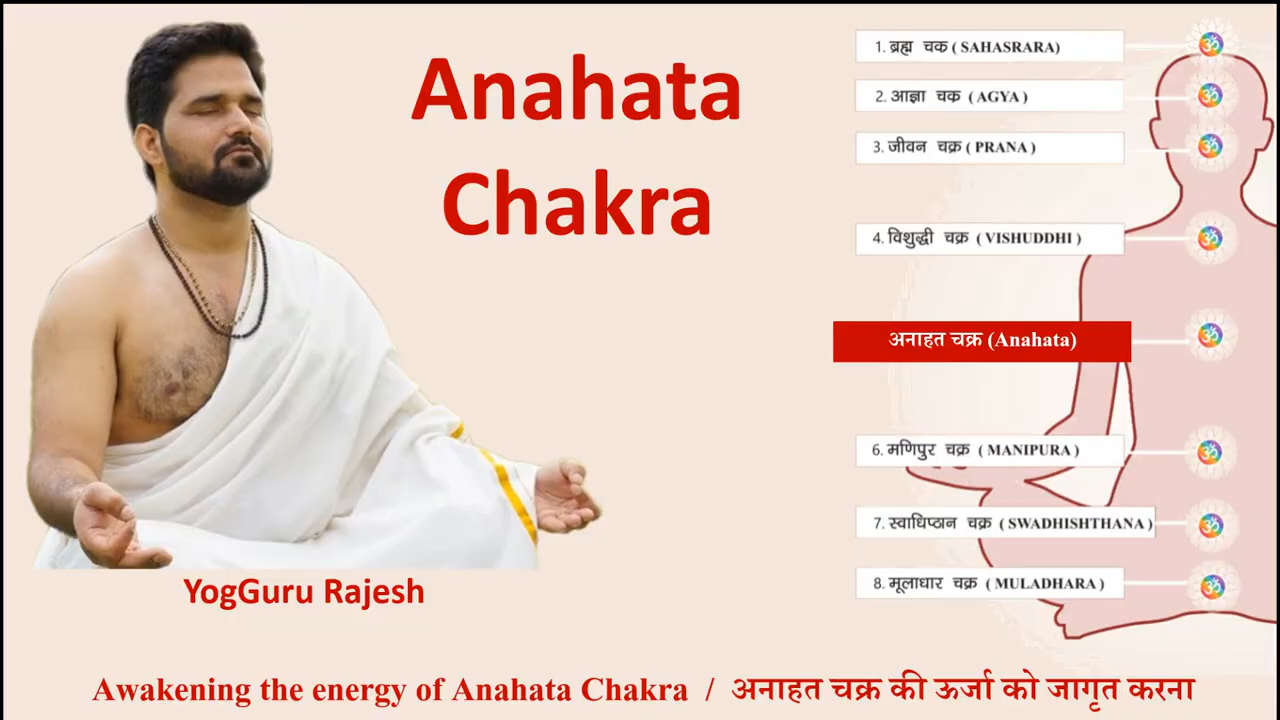 Anahata
Chakra
1. ब्रह्म चक ( SAHASRARA)
2. आज्ञा चक्र ( AGYA )
3. जीवन चक्र ( PRANA )
4. विशुद्धी चक्र ( VISHUDDHI )
अनाहत चक्र (Anahata)
6. मणिपुर चक्र ( MANIPURA )
7. स्वाधिष्ठान चक्र ( SWADHISHTHANA )
8. मूलाधार चक्र ( MULADHARA )
YogGuru Rajesh
Awakening the energy of Anahata Chakra / अनाहत चक्र की ऊर्जा को जागृत करना